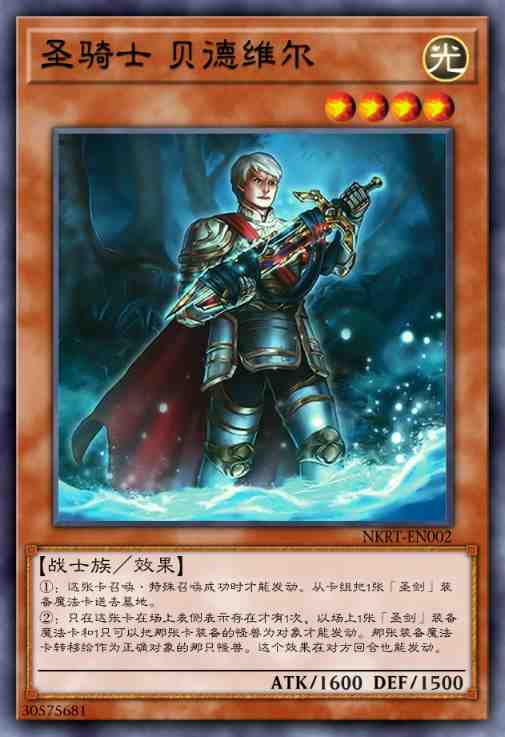 圣骑士 贝德维尔
光
NKRT-EN002
【战士族／效果】
①：这张卡召唤·特殊召唤成功时才能发动。从卡组把1张「圣剑」装
备魔法卡送去墓地。
②：只在这张卡在场上表侧表示存在才有1次，以场上1张「圣剑」装备
魔法卡和1只可以把那张卡装备的怪兽为对象才能发动。那张装备魔法
卡转移给作为正确对象的那只怪兽。这个效果在对方回合也能发动。
ATK/1600 DEF/1500
30575681